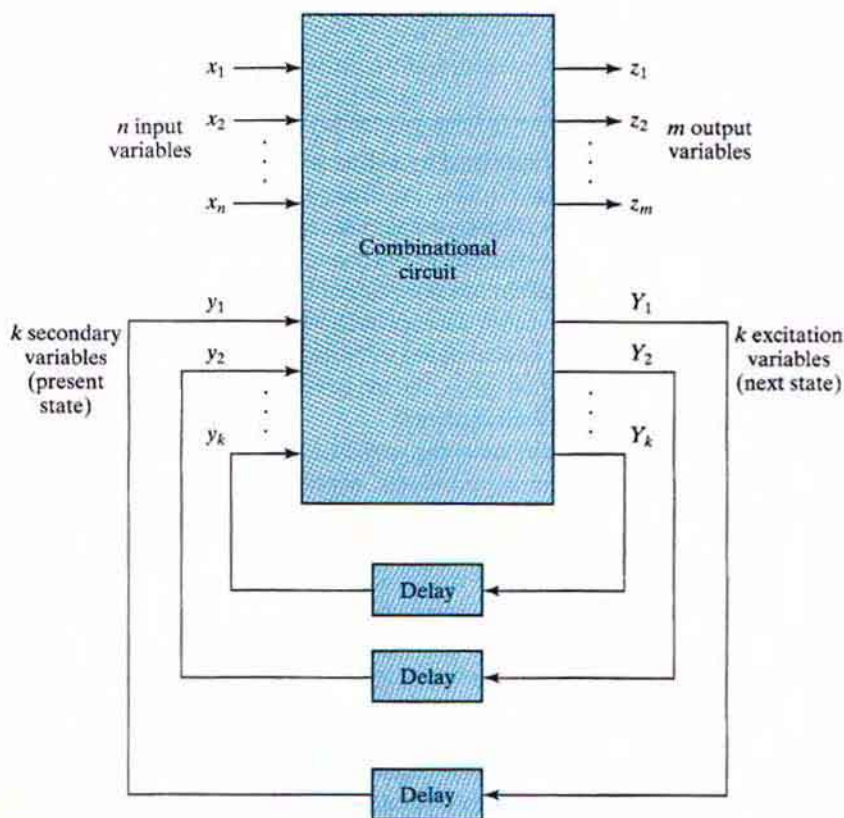 x1
z1
n input
variables
x2
z2
m output
variables
xn
zm
Combinational
circuit
y1
Y1
k secondary
variables
(present
state)
y2
Y2
k excitation
variables
(next state)
yk
Yk
Delay
Delay
Delay